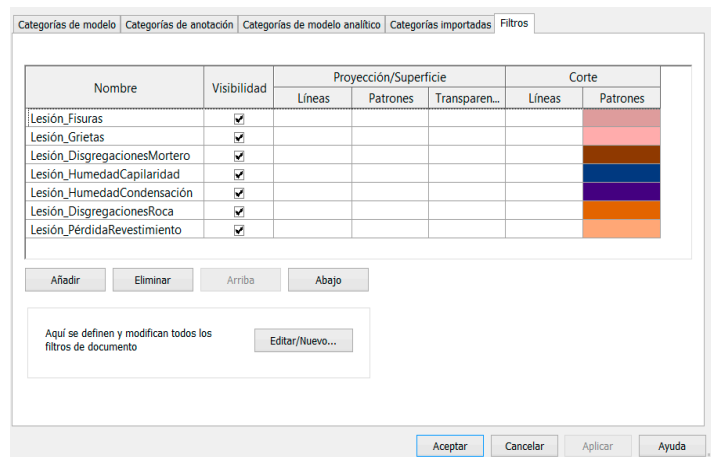 Categorías de modelo Categorías de anotación Categorías de modelo analítico Categorías importadas Filtros
Nombre Visibilidad Proyección/Superficie Corte
Líneas Patrones Transparen... Líneas Patrones
Lesión_Fisuras
Lesión_Grietas
Lesión_DisgregacionesMortero
Lesión_HumedadCapilaridad
Lesión_HumedadCondensación
Lesión_DisgregacionesRoca
Lesión_PérdidaRevestimiento
Añadir Eliminar Arriba Abajo
Aquí se definen y modifican todos los
filtros de documento
Editar/Nuevo...
Aceptar Cancelar Aplicar Ayuda